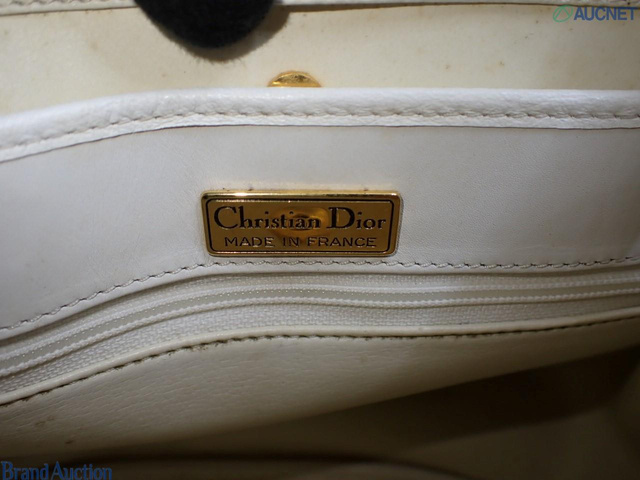 AUCNET
Christian Dior
MADE IN FRANCE
Brand Auction